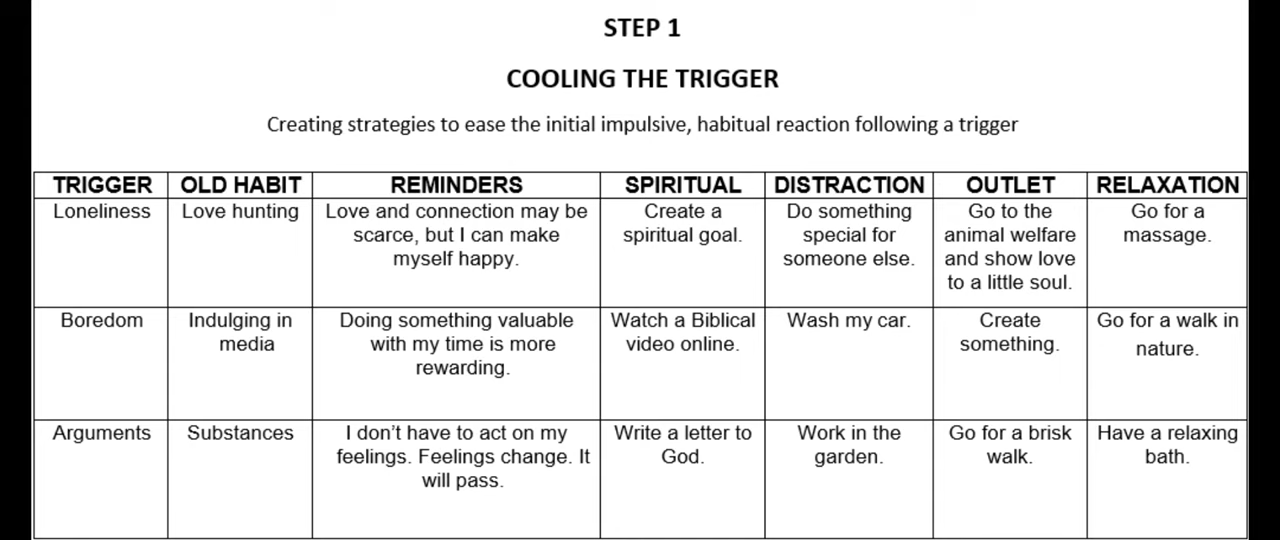 STEP 1
COOLING THE TRIGGER
Creating strategies to ease the initial impulsive, habitual reaction following a trigger
TRIGGER OLD HABIT REMINDERS SPIRITUAL DISTRACTION OUTLET RELAXATION
Loneliness Love hunting Love and connection may be Create a Do something Go to the Go for a
scarce, but I can make spiritual goal. special for animal welfare massage.
myself happy. someone else. and show love
to a little soul.
Boredom Indulging in Doing something valuable Watch a Biblical Wash my car. Create Go for a walk in
media with my time is more video online. something. nature.
rewarding.
Arguments Substances I don't have to act on my Write a letter to Work in the Go for a brisk Have a relaxing
feelings. Feelings change. It God. garden. walk. bath.
will pass.